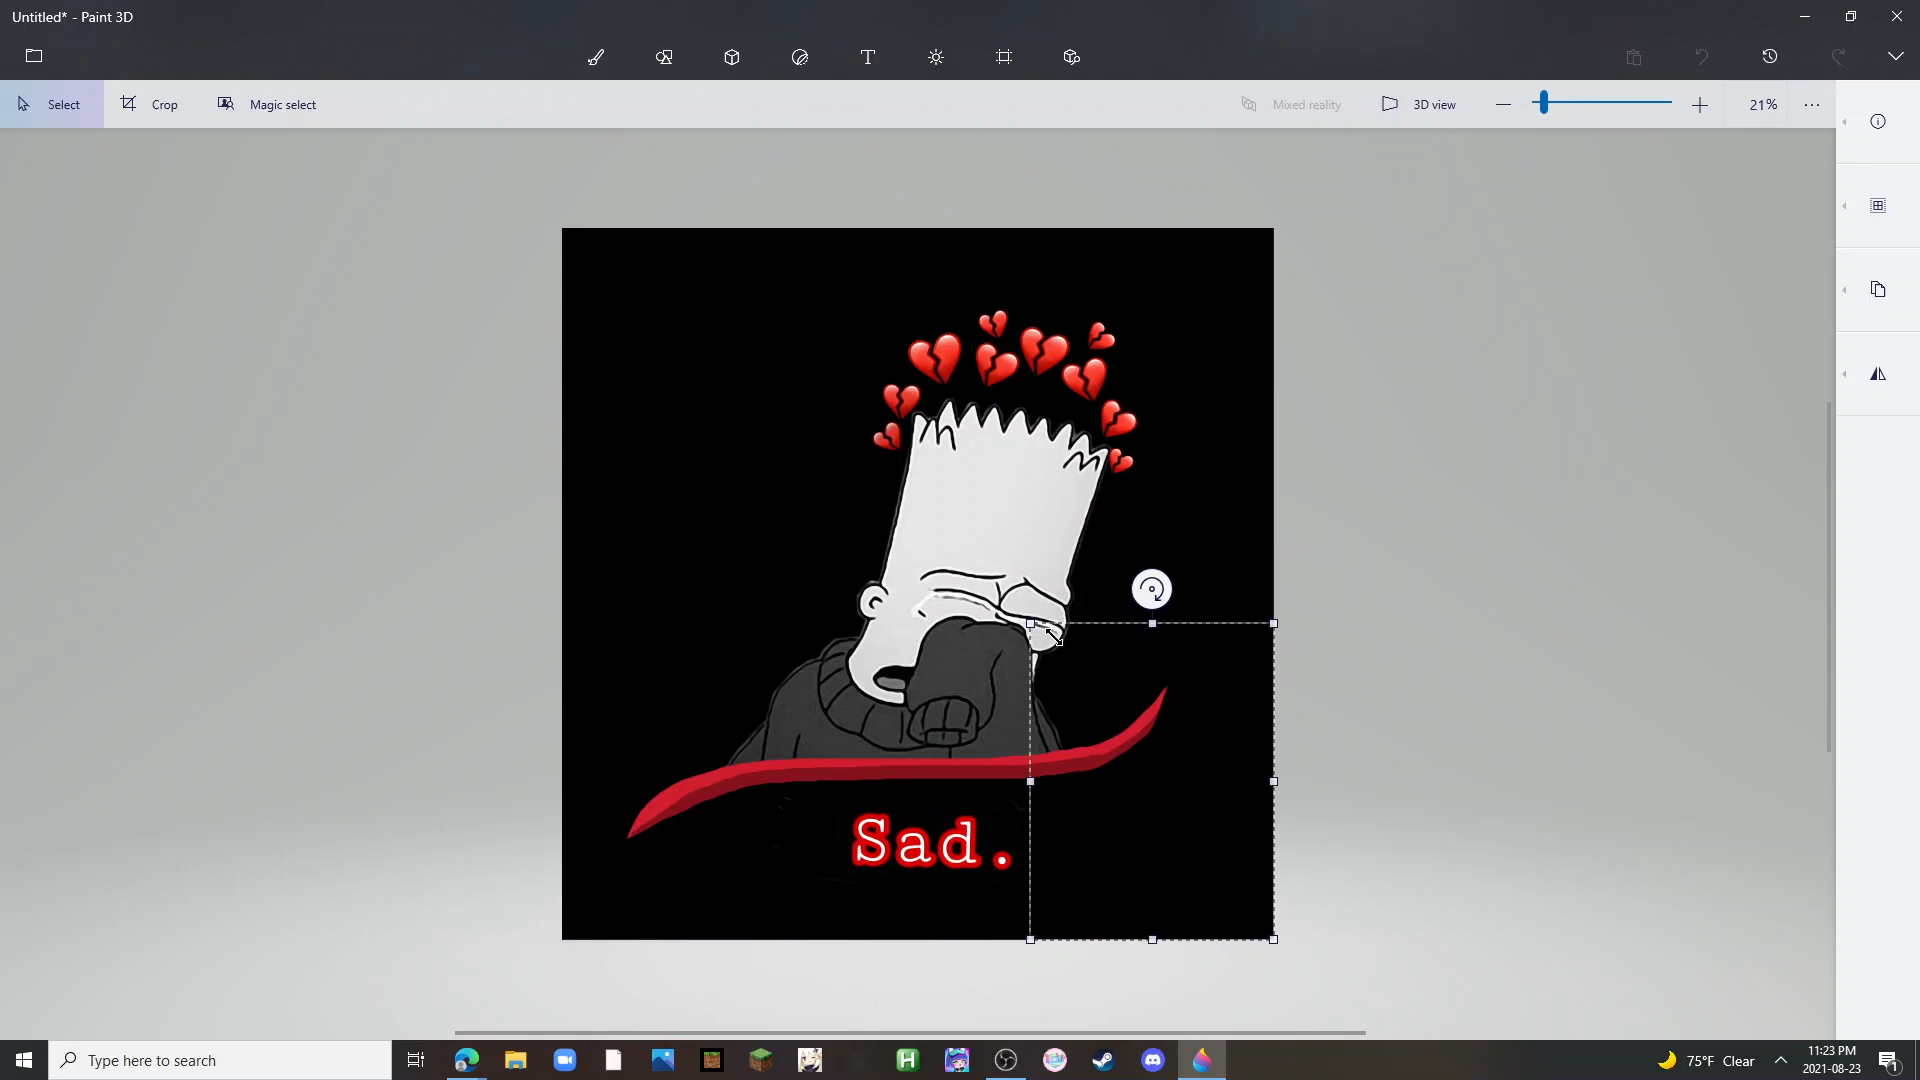 Untitled* - Paint 3D
Select
Crop
Magic select
Mixed reality
3D view
21%
Sad.
Type here to search
75°F Clear
11:23 PM
2021-08-23